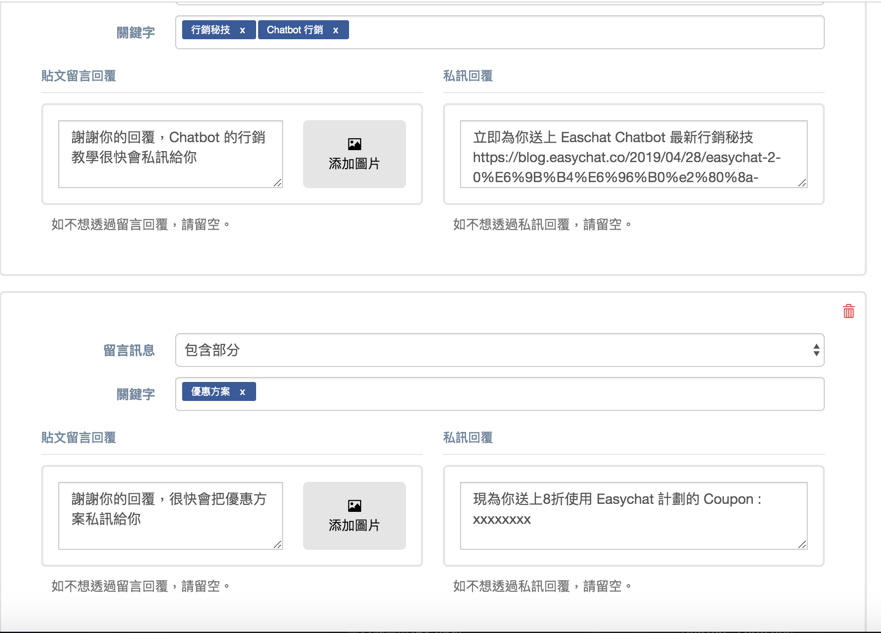 關鍵字
行銷秘技 x
Chatbot 行銷 x
貼文留言回覆
私訊回覆
謝謝你的回覆，Chatbot 的行銷
教學很快會私訊給你
添加圖片
立即為你送上 Easchat Chatbot 最新行銷秘技
https://blog.easychat.co/2019/04/28/easychat-2-
0%E6%9B%B4%E6%96%B0%e2%80%8a-
如不想透過留言回覆，請留空。
如不想透過私訊回覆，請留空。
留言訊息
包含部分
關鍵字
優惠方案 x
貼文留言回覆
私訊回覆
謝謝你的回覆，很快會把優惠方
案私訊給你
添加圖片
現為你送上8折使用 Easychat 計劃的 Coupon :
xxxxxxxx
如不想透過留言回覆，請留空。
如不想透過私訊回覆，請留空。